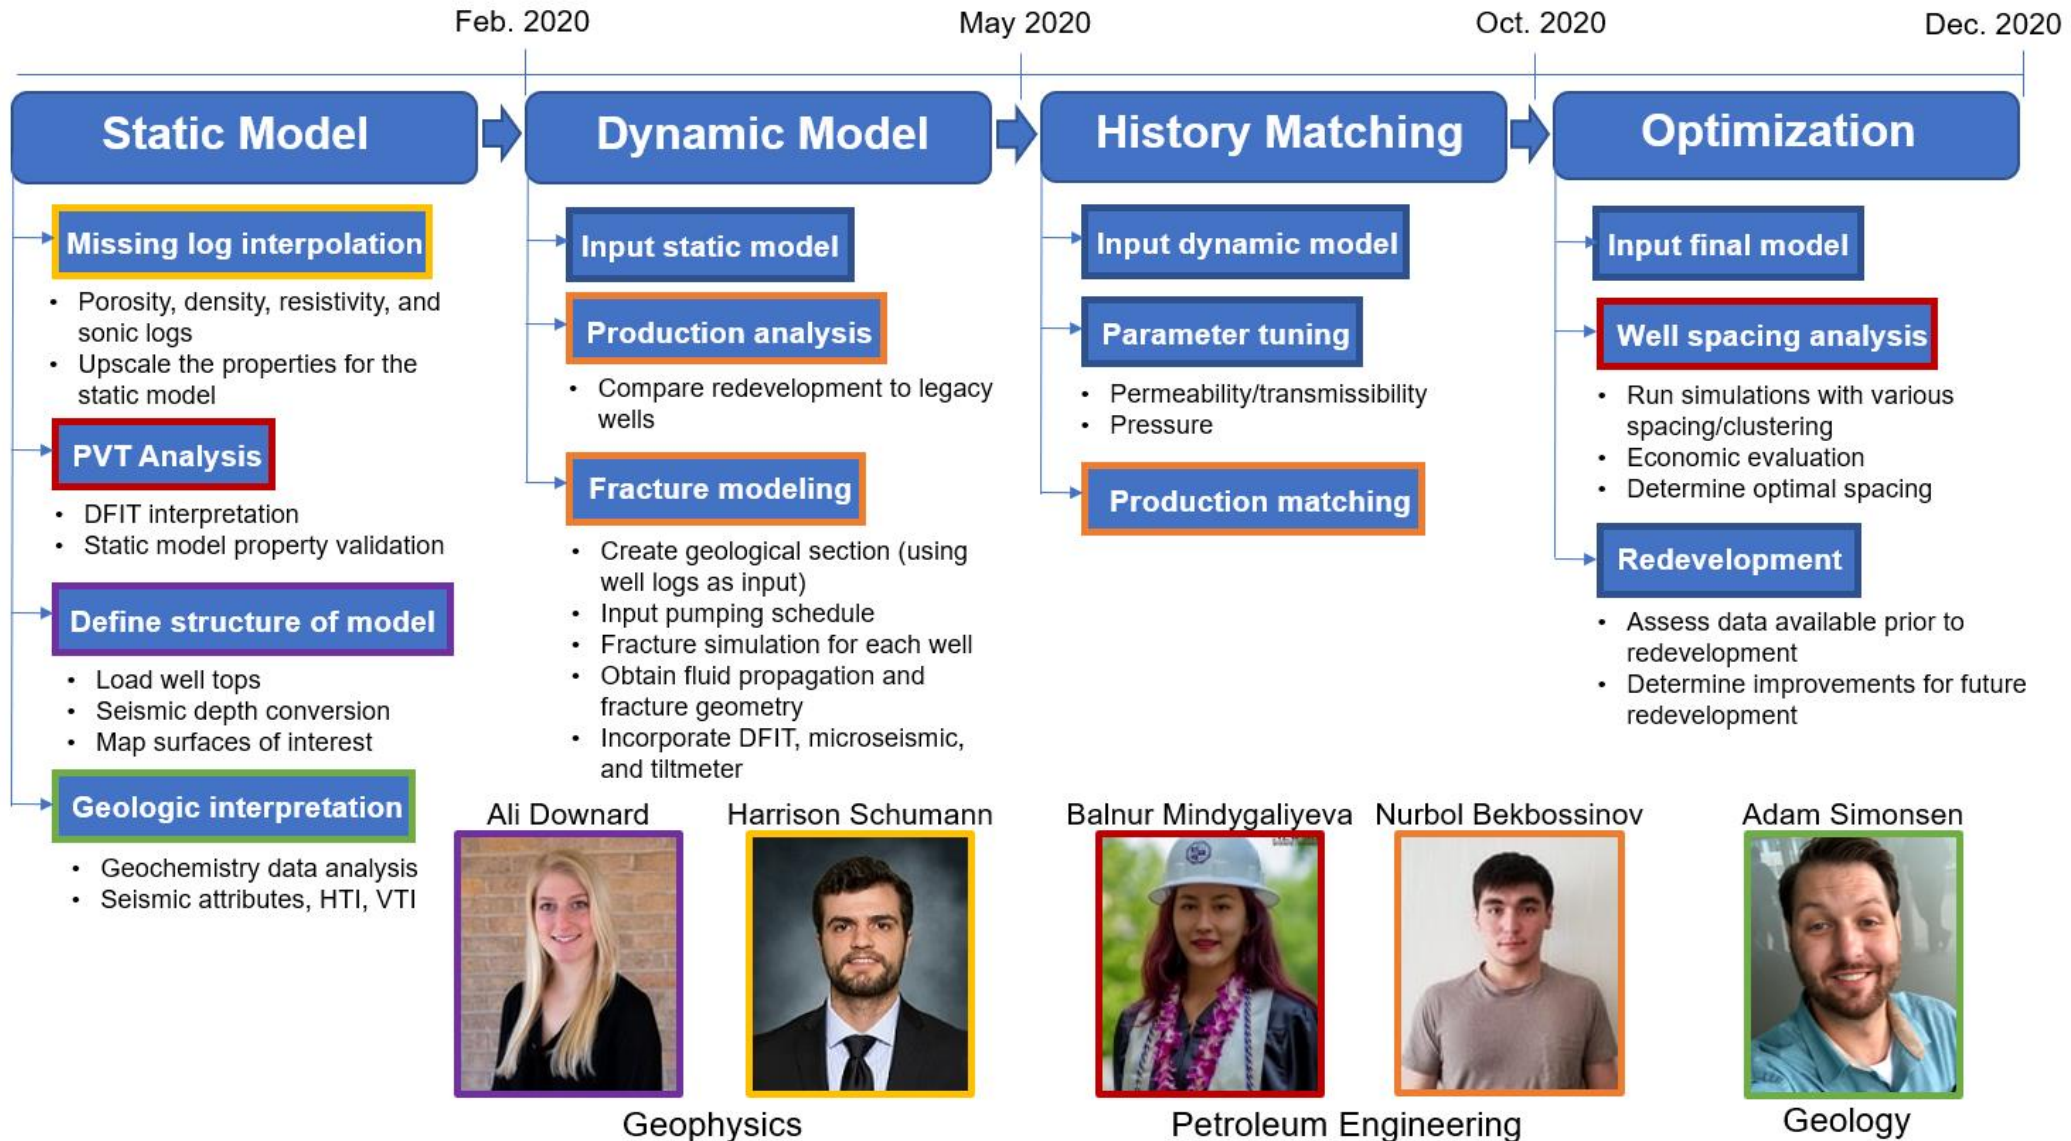 Feb. 2020
May 2020
Oct. 2020
Dec. 2020
Static Model
Dynamic Model
History Matching
Optimization
Missing log interpolation
• Porosity, density, resistivity, and
sonic logs
• Upscale the properties for the
static model
PVT Analysis
• DFIT interpretation
• Static model property validation
Define structure of model
• Load well tops
• Seismic depth conversion
• Map surfaces of interest
Geologic interpretation
• Geochemistry data analysis
• Seismic attributes, HTI, VTI
Input static model
Production analysis
• Compare redevelopment to legacy
wells
Fracture modeling
• Create geological section (using
well logs as input)
• Input pumping schedule
• Fracture simulation for each well
• Obtain fluid propagation and
fracture geometry
• Incorporate DFIT, microseismic,
and tiltmeter
Input dynamic model
Parameter tuning
• Permeability/transmissibility
• Pressure
Production matching
Input final model
Well spacing analysis
• Run simulations with various
spacing/clustering
• Economic evaluation
• Determine optimal spacing
Redevelopment
• Assess data available prior to
redevelopment
• Determine improvements for future
redevelopment
Ali Downard
Harrison Schumann
Balnur Mindygaliyeva
Nurbol Bekbossinov
Adam Simonsen
Geophysics
Petroleum Engineering
Geology